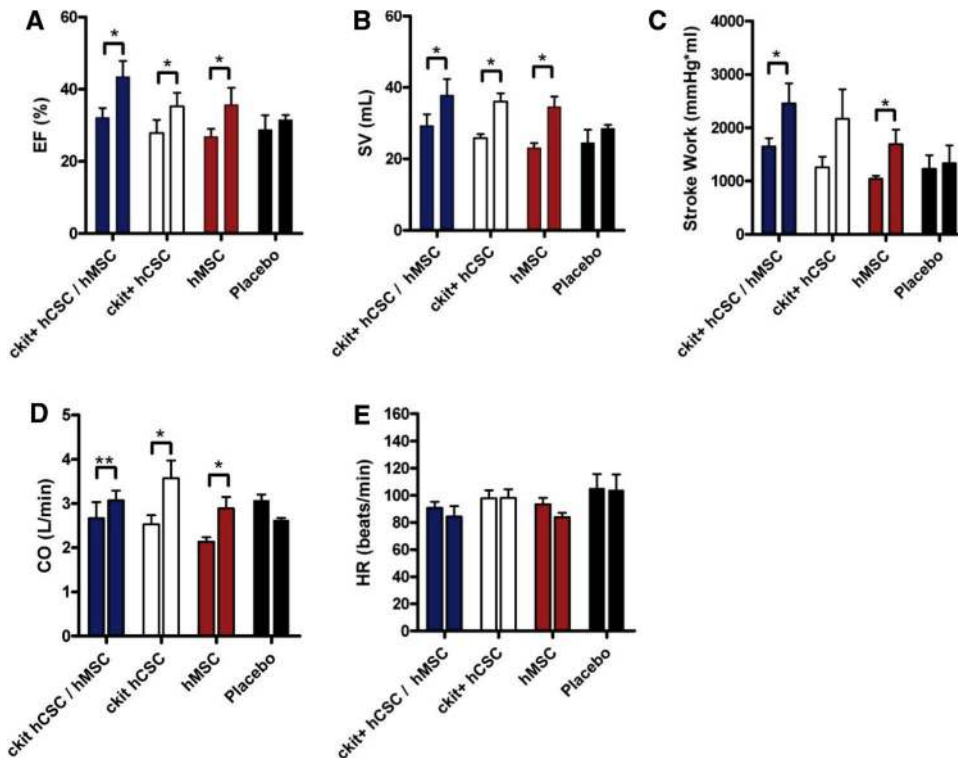 A
EF (%)
60
40
20
0
*
*
*
ckit+ hCSC / hMSC
ckit+ hCSC
hMSC
Placebo
B
SV (mL)
60
40
20
0
*
*
*
ckit+ hCSC / hMSC
ckit+ hCSC
hMSC
Placebo
C
Stroke Work (mmHg*ml)
4000
3000
2000
1000
0
*
*
ckit+ hCSC / hMSC
ckit+ hCSC
hMSC
Placebo
D
CO (L/min)
5
4
3
2
1
0
**
*
*
ckit hCSC / hMSC
ckit hCSC
hMSC
Placebo
E
HR (beats/min)
160
140
120
100
80
60
40
20
0
ckit+ hCSC / hMSC
ckit+ hCSC
hMSC
Placebo